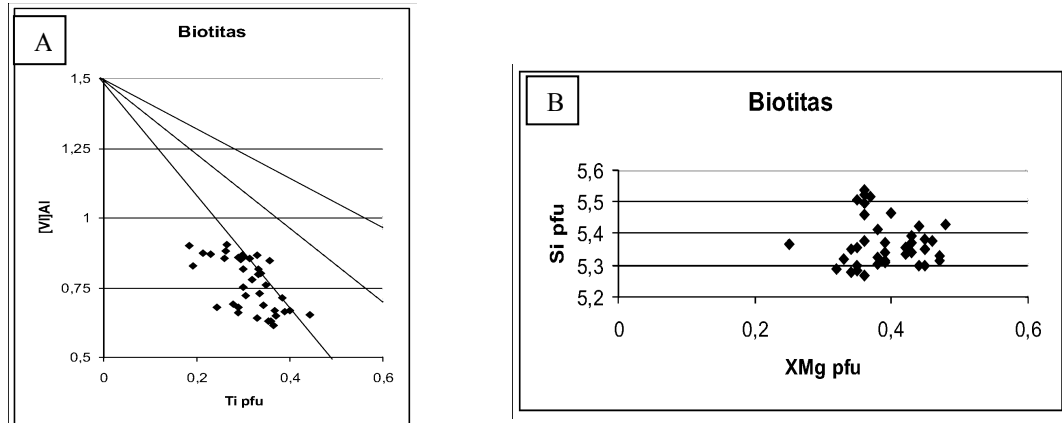 A
Biotitas
1,5
1,25
1
0,75
0,5
[VI]Al
0
0,2
0,4
0,6
Ti pfu
B
Biotitas
5,6
5,5
5,4
5,3
5,2
Si pfu
0
0,2
0,4
0,6
XMg pfu